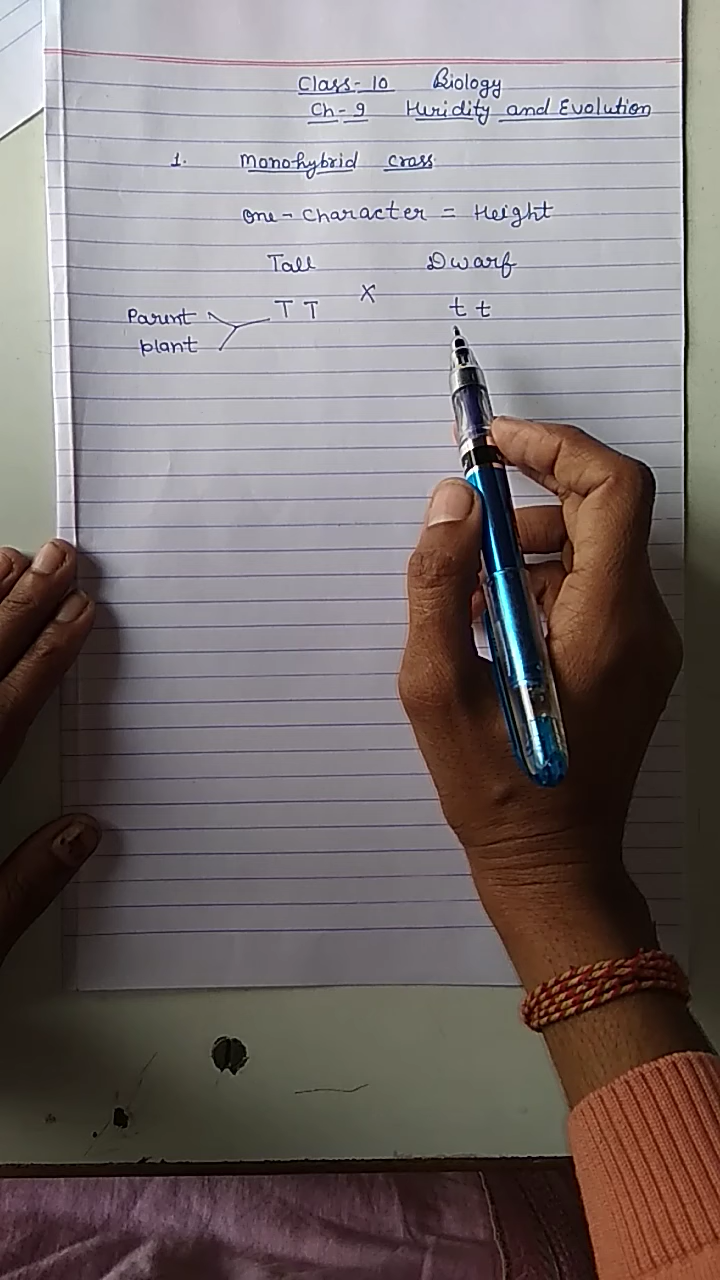 Class-10 Biology
Ch-9 Huridity and Evolution
1. Monohybrid cross
One-Character = Height
Tall Dwarf
Parent plant TT X tt